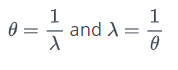 θ = 1/λ and λ = 1/θ